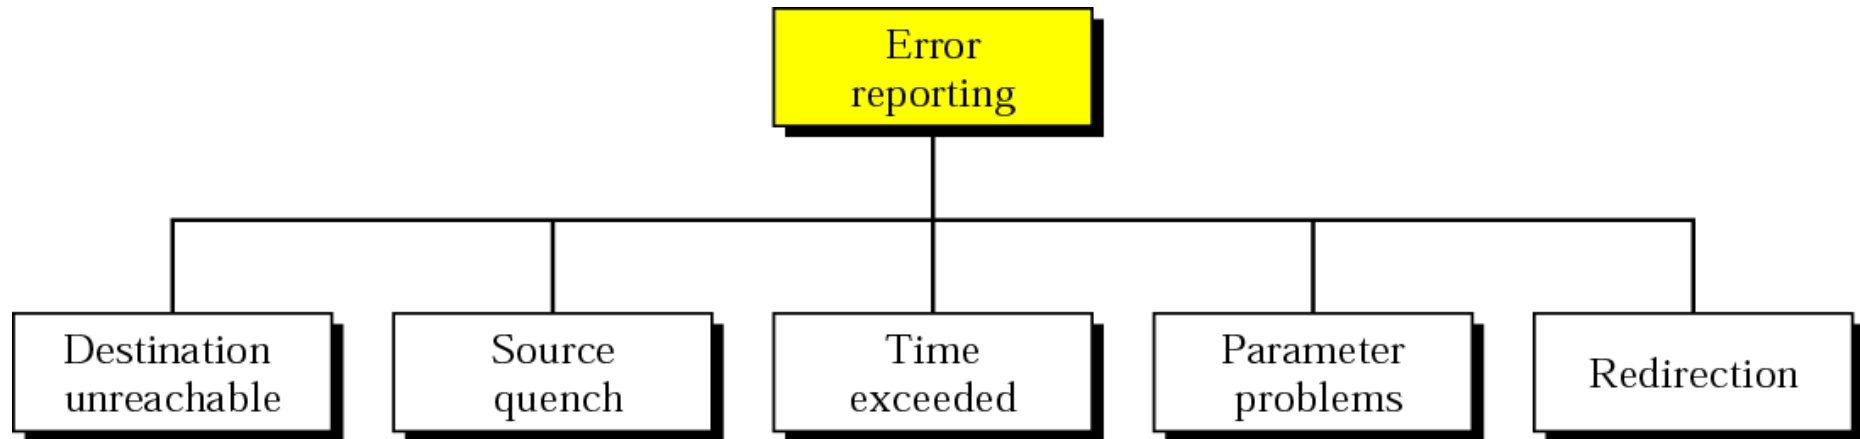 Error
reporting
Destination
unreachable
Source
quench
Time
exceeded
Parameter
problems
Redirection